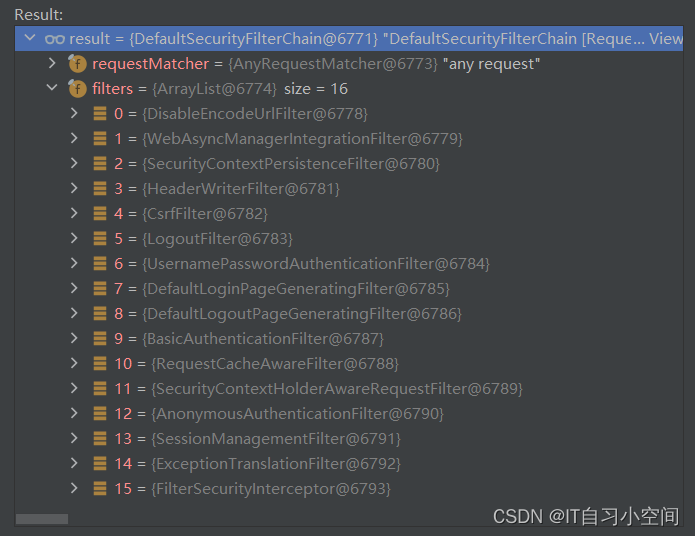 Result:
result = {DefaultSecurityFilterChain@6771} "DefaultSecurityFilterChain [Reque... View
f requestMatcher = {AnyRequestMatcher@6773} "any request"
f filters = {ArrayList@6774} size = 16
0 = {DisableEncodeUrlFilter@6778}
1 = {WebAsyncManagerIntegrationFilter@6779}
2 = {SecurityContextPersistenceFilter@6780}
3 = {HeaderWriterFilter@6781}
4 = {CsrfFilter@6782}
5 = {LogoutFilter@6783}
6 = {UsernamePasswordAuthenticationFilter@6784}
7 = {DefaultLoginPageGeneratingFilter@6785}
8 = {DefaultLogoutPageGeneratingFilter@6786}
9 = {BasicAuthenticationFilter@6787}
10 = {RequestCacheAwareFilter@6788}
11 = {SecurityContextHolderAwareRequestFilter@6789}
12 = {AnonymousAuthenticationFilter@6790}
13 = {SessionManagementFilter@6791}
14 = {ExceptionTranslationFilter@6792}
15 = {FilterSecurityInterceptor@6793}
CSDN @IT自习小空间